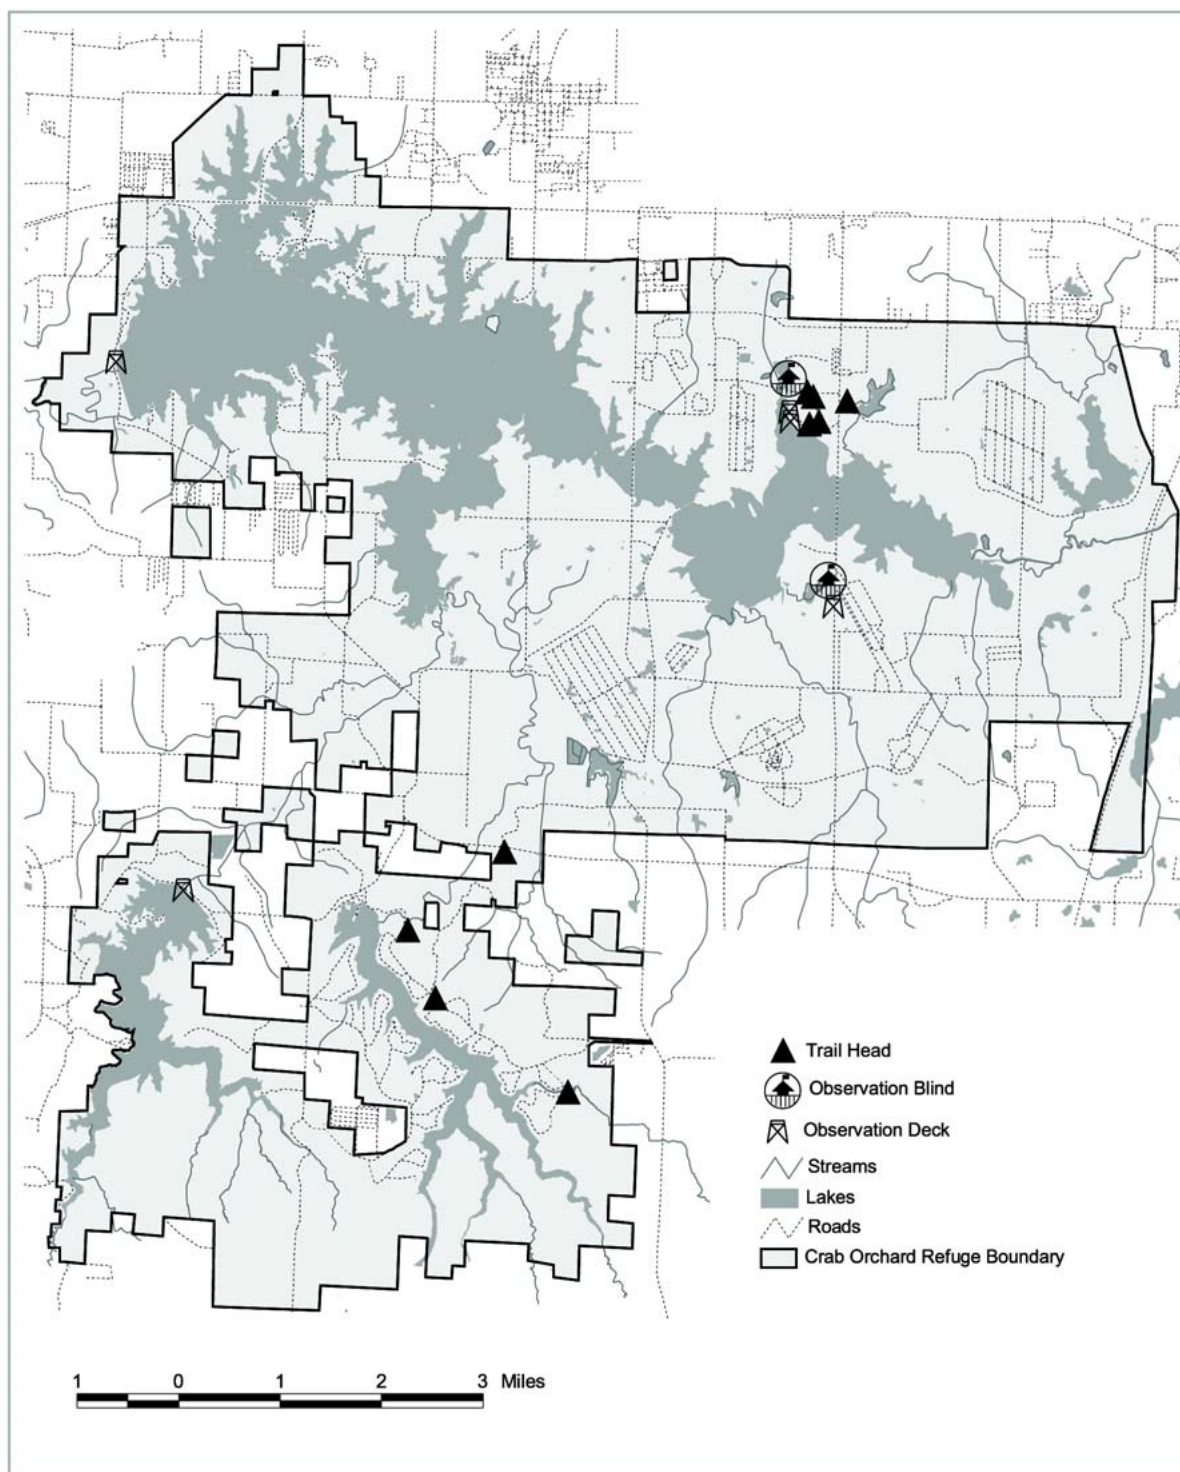 Trail Head
Observation Blind
Observation Deck
Streams
Lakes
Roads
Crab Orchard Refuge Boundary
1 0 1 2 3 Miles